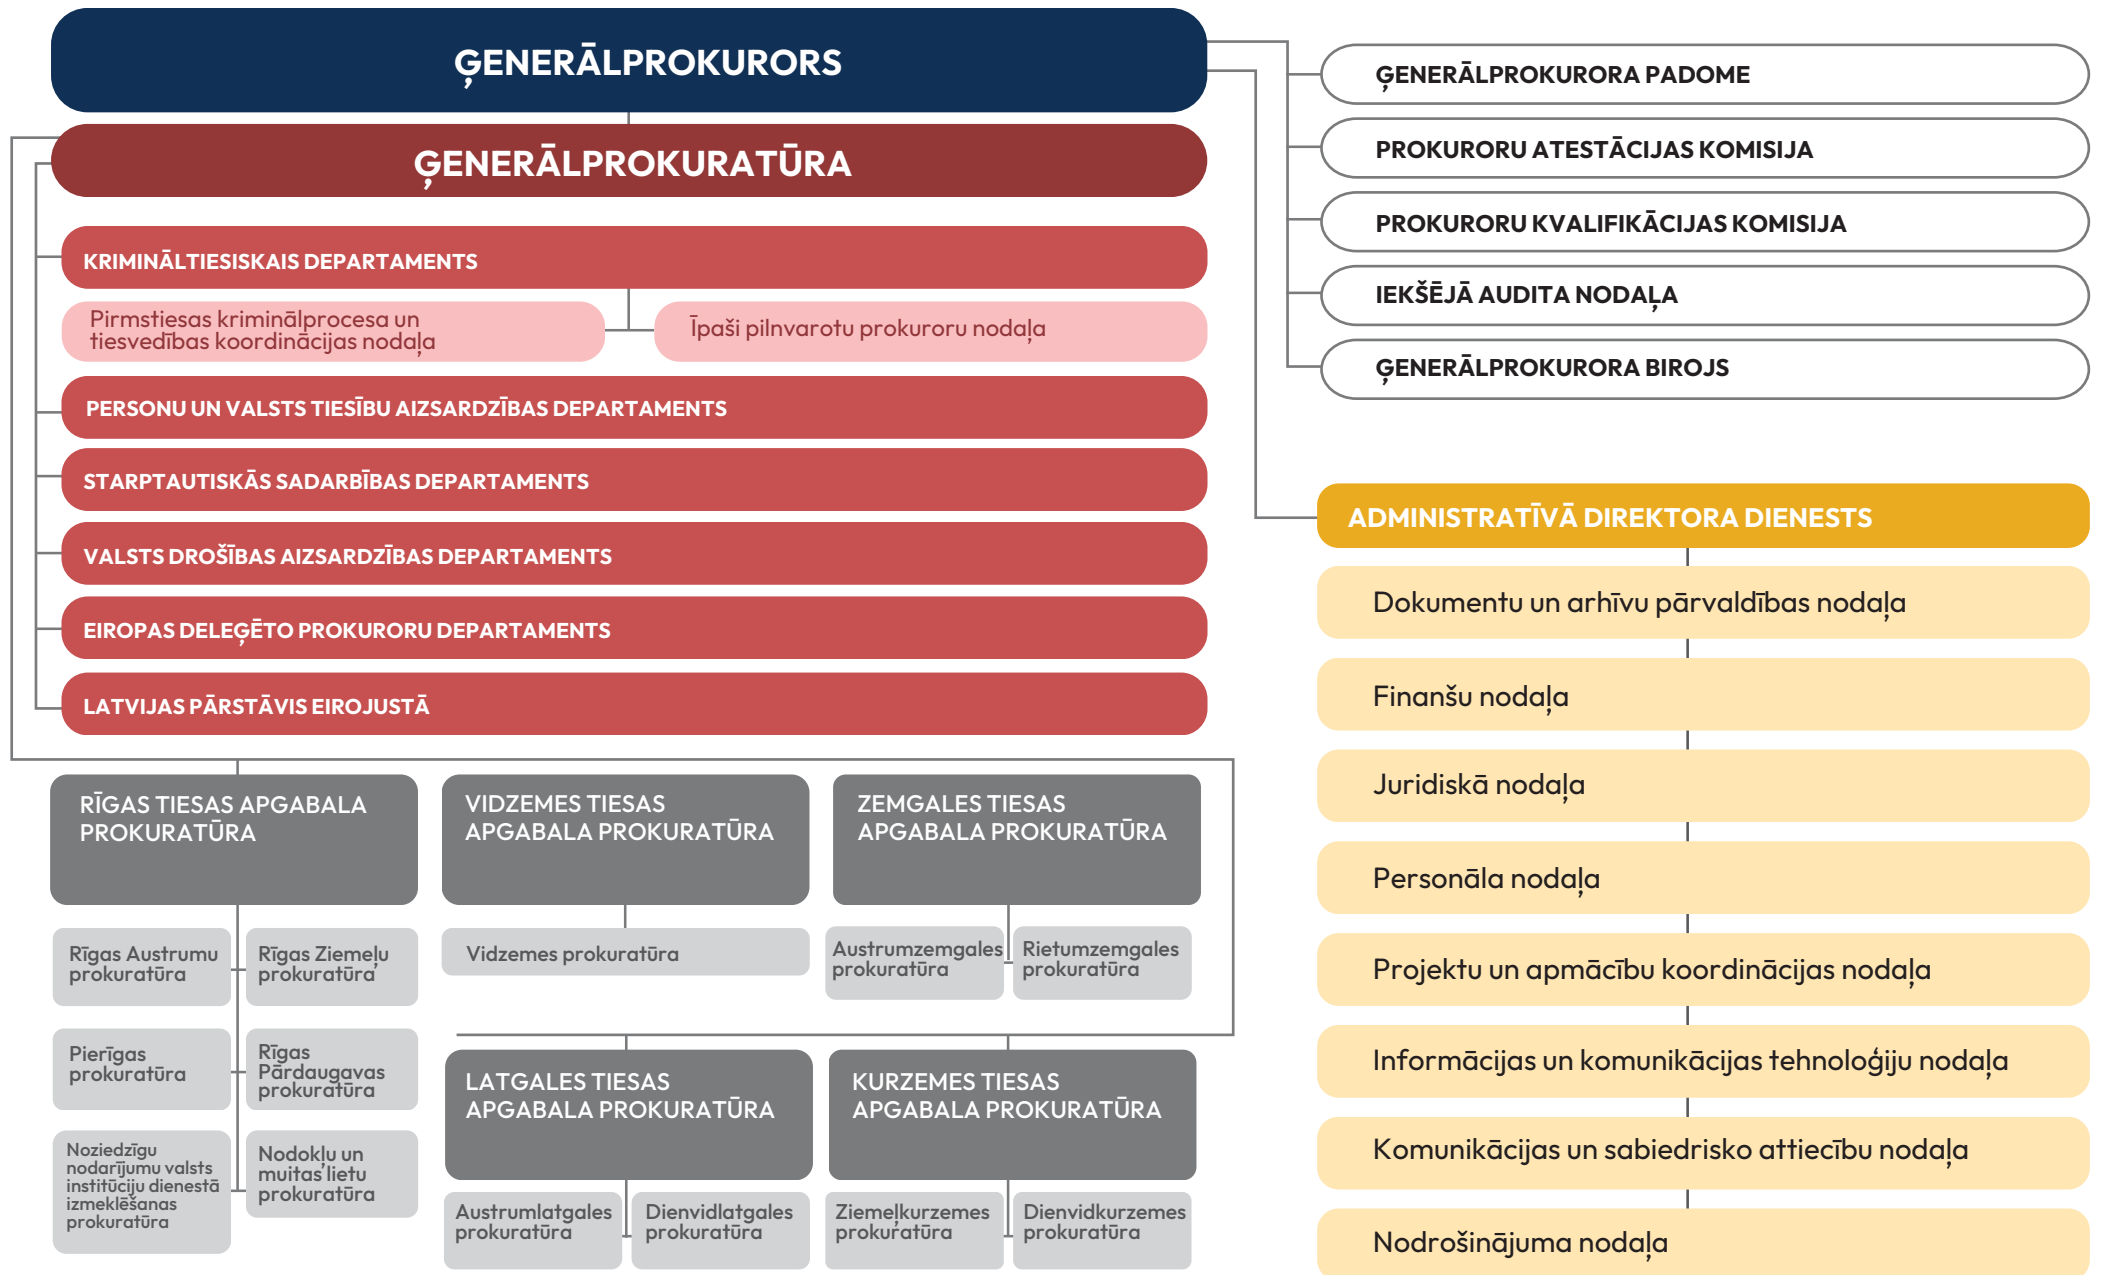 ĢENERĀLPROKURORS
ĢENERĀLPROKURATŪRA
KRIMINĀLTIESISKAIS DEPARTAMENTS
Pirmstiesas kriminālprocesa un
tiesvedības koordinācijas nodaļa
Īpaši pilnvarotu prokuroru nodaļa
PERSONU UN VALSTS TIESĪBU AIZSARDZĪBAS DEPARTAMENTS
STARPTAUTISKĀS SADARBĪBAS DEPARTAMENTS
VALSTS DROŠĪBAS AIZSARDZĪBAS DEPARTAMENTS
EIROPAS DELEĢĒTO PROKURORU DEPARTAMENTS
LATVIJAS PĀRSTĀVIS EIROJUSTĀ
RĪGAS TIESAS APGABALA
PROKURATŪRA
Rīgas Austrumu
prokuratūra
Rīgas Ziemeļu
prokuratūra
Pierīgas
prokuratūra
Rīgas
Pārdaugavas
prokuratūra
Noziedzīgu
nodarījumu valsts
institūciju dienestā
izmeklēšanas
prokuratūra
Nodokļu un
muitas lietu
prokuratūra
VIDZEMES TIESAS
APGABALA PROKURATŪRA
Vidzemes prokuratūra
ZEMGALES TIESAS
APGABALA PROKURATŪRA
Austrumzemgales
prokuratūra
Rietumzemgales
prokuratūra
LATGALES TIESAS
APGABALA PROKURATŪRA
Austrumlatgales
prokuratūra
Dienvidlatgales
prokuratūra
KURZEMES TIESAS
APGABALA PROKURATŪRA
Ziemeļkurzemes
prokuratūra
Dienvidkurzemes
prokuratūra
ĢENERĀLPROKURORA PADOME
PROKURORU ATESTĀCIJAS KOMISIJA
PROKURORU KVALIFIKĀCIJAS KOMISIJA
IEKŠĒJĀ AUDITA NODAĻA
ĢENERĀLPROKURORA BIROJS
ADMINISTRATĪVĀ DIREKTORA DIENESTS
Dokumentu un arhīvu pārvaldības nodaļa
Finanšu nodaļa
Juridiskā nodaļa
Personāla nodaļa
Projektu un apmācību koordinācijas nodaļa
Informācijas un komunikācijas tehnoloģiju nodaļa
Komunikācijas un sabiedrisko attiecību nodaļa
Nodrošinājuma nodaļa